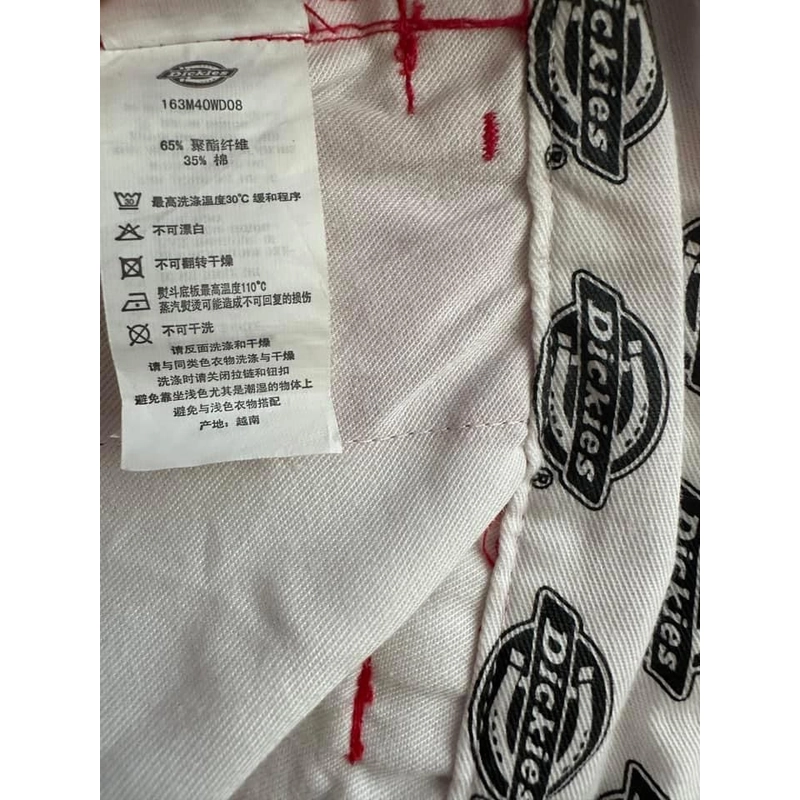 Dickies
163M40WD08
65% 聚酯纤维
35% 棉
30
最高洗涤温度30℃ 缓和程序
不可漂白
不可翻转干燥
熨斗底板最高温度110℃
蒸汽熨烫可能造成不可回复的损伤
不可干洗
请反面洗涤和干燥
请与同类色衣物洗涤与干燥
洗涤时请关闭拉链和钮扣
避免靠坐浅色尤其是潮湿的物体上
避免与浅色衣物搭配
产地：越南
Dickies
®
Dickies
®
Dickies
Dickies